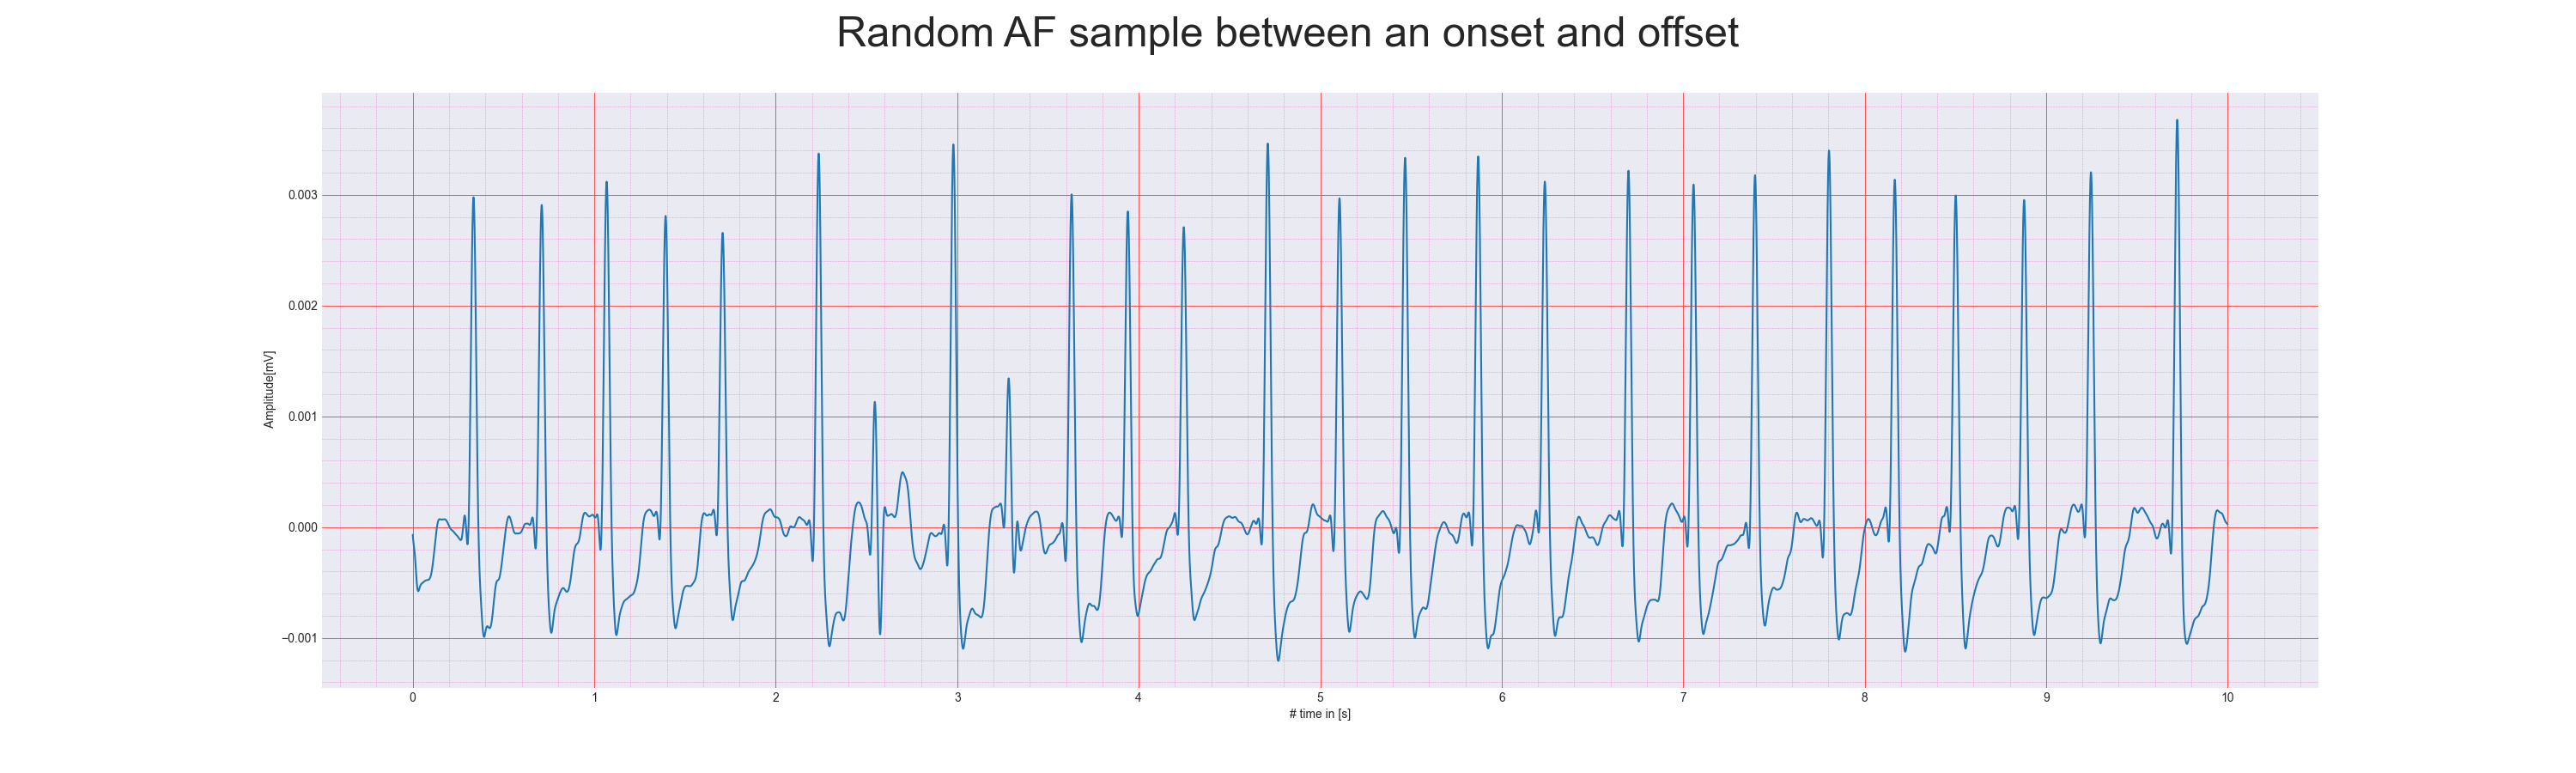 Random AF sample between an onset and offset
Amplitude[mV]
0.003
0.002
0.001
0.000
−0.001
0 1 2 3 4 5 6 7 8 9 10
# time in [s]